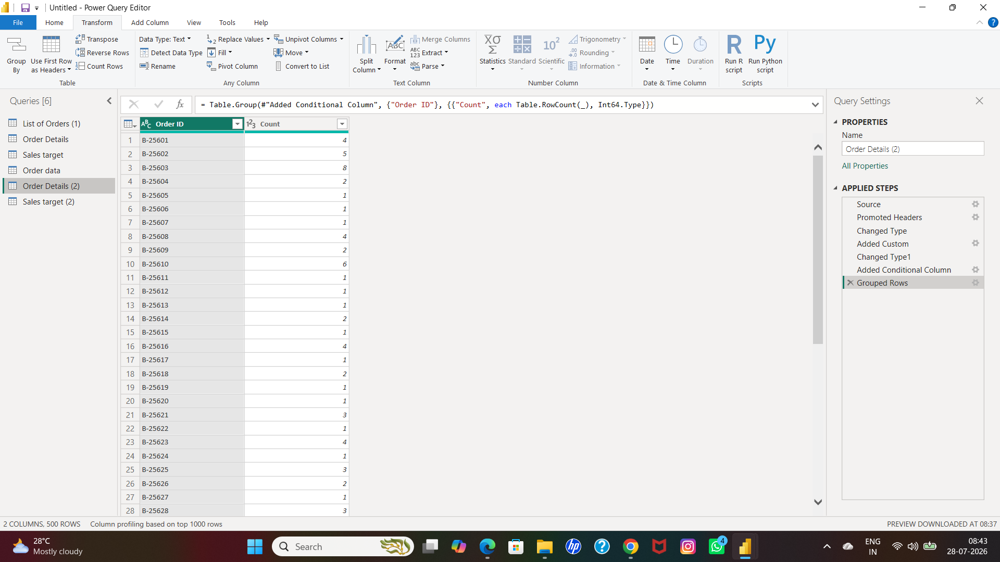 Untitled - Power Query Editor
File Home Transform Add Column View Tools Help
Group By
Use First Row as Headers
Transpose
Reverse Rows
Count Rows
Table
Data Type: Text
Detect Data Type
Rename
Replace Values
Fill
Pivot Column
Unpivot Columns
Move
Convert to List
Any Column
Split Column
Format
ABC
Merge Columns
ABC 123 Extract
abc Parse
Text Column
Statistics
Standard
10² Scientific
Trigonometry
.00 Rounding
Information
Number Column
Date
Time
Duration
Date & Time Column
R Run R script
Py Run Python script
Scripts
Queries [6]
List of Orders (1)
Order Details
Sales target
Order data
Order Details (2)
Sales target (2)
fx = Table.Group(#"Added Conditional Column", {"Order ID"}, {{"Count", each Table.RowCount(_), Int64.Type}})
ABC Order ID 123 Count
1 B-25601 4
2 B-25602 5
3 B-25603 8
4 B-25604 2
5 B-25605 1
6 B-25606 1
7 B-25607 1
8 B-25608 4
9 B-25609 2
10 B-25610 6
11 B-25611 1
12 B-25612 1
13 B-25613 1
14 B-25614 2
15 B-25615 1
16 B-25616 4
17 B-25617 1
18 B-25618 2
19 B-25619 1
20 B-25620 1
21 B-25621 3
22 B-25622 1
23 B-25623 4
24 B-25624 1
25 B-25625 3
26 B-25626 2
27 B-25627 1
28 B-25628 3
Query Settings
PROPERTIES
Name
Order Details (2)
All Properties
APPLIED STEPS
Source
Promoted Headers
Changed Type
Added Custom
Changed Type1
Added Conditional Column
Grouped Rows
2 COLUMNS, 500 ROWS Column profiling based on top 1000 rows
PREVIEW DOWNLOADED AT 08:37
28°C
Mostly cloudy
Search
hp
4
ENG
IN
08:43
28-07-2026